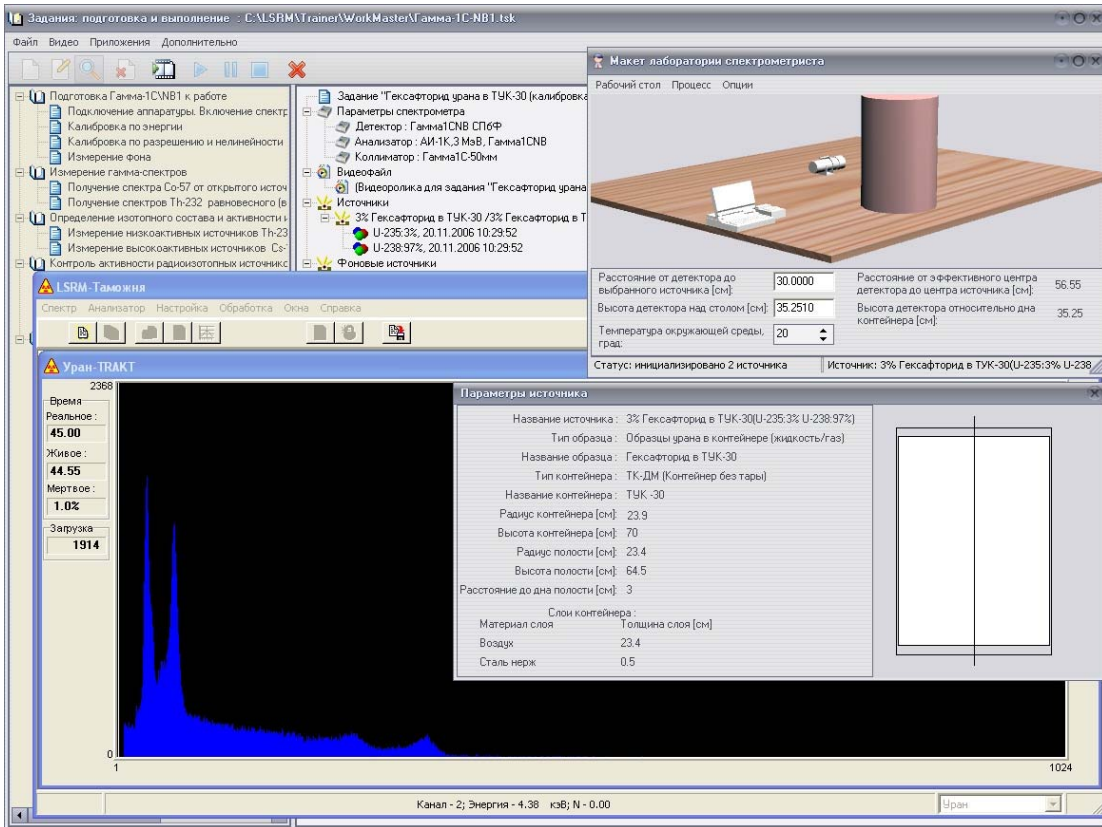 Задания: подготовка и выполнение : C:\LSRM\Trainer\WorkMaster\Гамма-1С-NB1.tsk
Файл Видео Приложения Дополнительно
Подготовка Гамма-1С\NB1 к работе
Подключение аппаратуры. Включение спектр
Калибровка по энергии
Калибровка по разрешению и нелинейности
Измерение фона
Измерение гамма-спектров
Получение спектра Co-57 от открытого источ
Получение спектров Th-232 равновесного (в
Определение изотопного состава и активности и
Измерение низкоактивных источников Th-23
Измерение высокоактивных источников Cs-
Контроль активности радиоизотопных источникс
Задание "Гексафторид урана в ТУК-30 (калибровка
Параметры спектрометра
Детектор : Гамма1CNB СПбФ
Анализатор : АИ-1К,3 МэВ, Гамма1CNB
Коллиматор : Гамма1С-50мм
Видеофайл
(Видеоролика для задания "Гексафторид урана
Источники
3% Гексафторид в ТУК-30 /3% Гексафторид в Т
U-235:3%, 20.11.2006 10:29:52
U-238:97%, 20.11.2006 10:29:52
Фоновые источники
Макет лаборатории спектрометриста
Рабочий стол Процесс Опции
Расстояние от детектора до выбранного источника [см]: 30.0000
Расстояние от эффективного центра детектора до центра источника [см]: 56.55
Высота детектора над столом [см]: 35.2510
Высота детектора относительно дна контейнера [см]: 35.25
Температура окружающей среды, град: 20
Статус: инициализировано 2 источника
Источник: 3% Гексафторид в ТУК-30(U-235:3% U-238
LSRM-Таможня
Спектр Анализатор Настройка Обработка Окна Справка
Уран-TRAKT
2368
Время
Реальное :
45.00
Живое :
44.55
Мертвое :
1.0%
Загрузка
1914
0
1
1024
Параметры источника
Название источника : 3% Гексафторид в ТУК-30(U-235:3% U-238:97%)
Тип образца : Образцы урана в контейнере (жидкость/газ)
Название образца : Гексафторид в ТУК-30
Тип контейнера : ТК-ДМ (Контейнер без тары)
Название контейнера : ТУК -30
Радиус контейнера [см]: 23.9
Высота контейнера [см]: 70
Радиус полости [см]: 23.4
Высота полости [см]: 64.5
Расстояние до дна полости [см]: 3
Слои контейнера :
Материал слоя Толщина слоя [см]
Воздух 23.4
Сталь нерж 0.5
Канал - 2; Энергия - 4.38 кэВ; N - 0.00
Уран